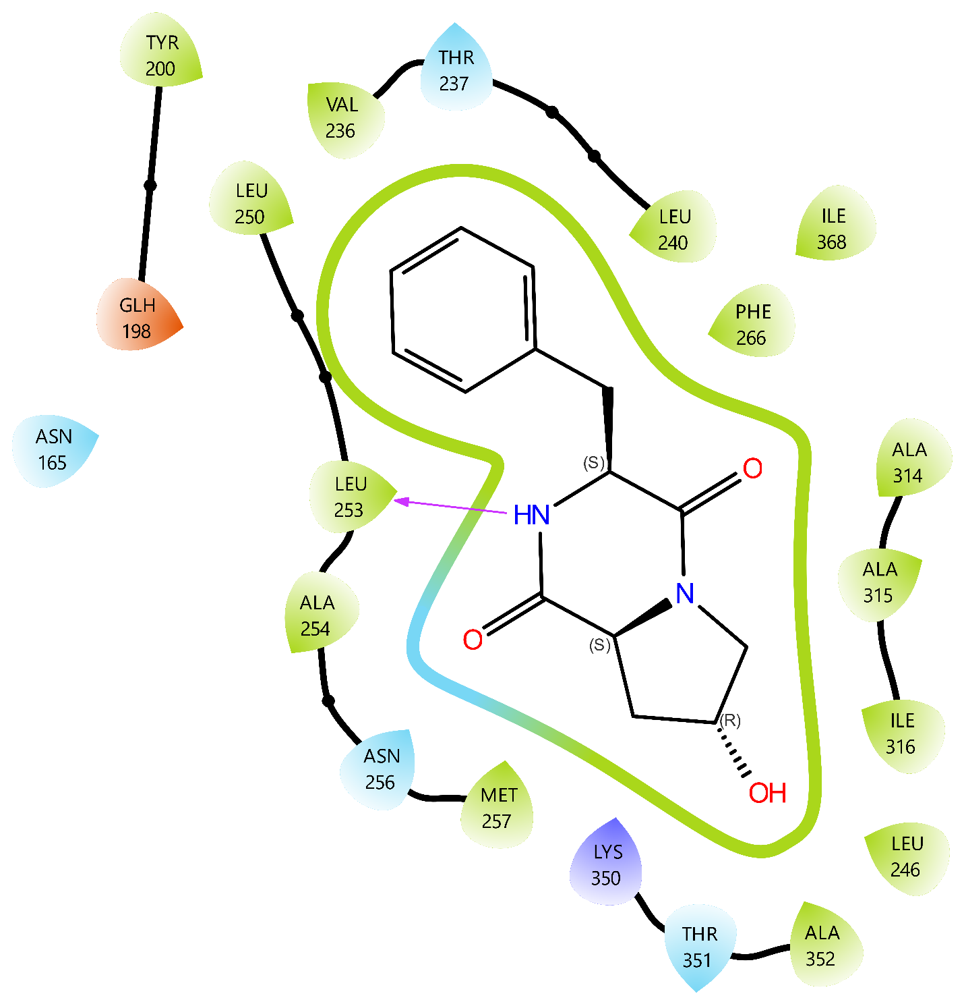 TYR
200
THR
237
VAL
236
LEU
250
LEU
240
ILE
368
GLH
198
PHE
266
ASN
165
ALA
314
(S)
O
LEU
253
HN
ALA
315
N
ALA
254
O
(S)
(R)
ILE
316
ASN
256
OH
MET
257
LYS
350
LEU
246
THR
351
ALA
352